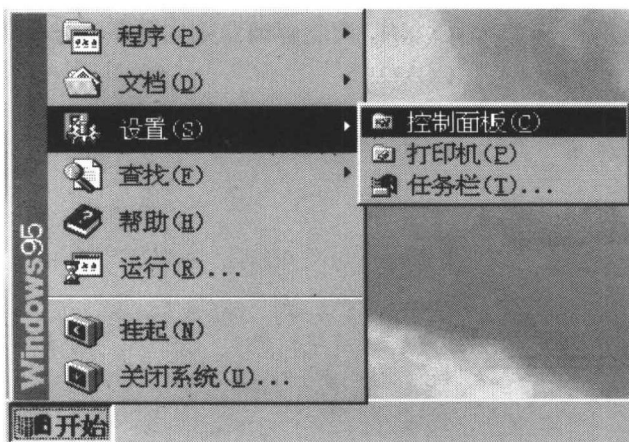 程序(P)
文档(D)
设置(S)
控制面板(C)
打印机(P)
任务栏(T)...
查找(F)
帮助(H)
运行(R)...
挂起(N)
关闭系统(U)...
Windows95
开始